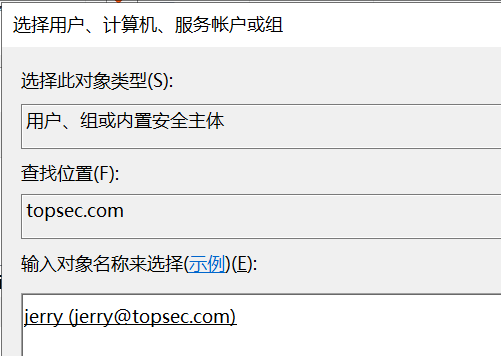 选择用户、计算机、服务帐户或组
选择此对象类型(S):
用户、组或内置安全主体
查找位置(F):
topsec.com
输入对象名称来选择(示例)(E):
jerry (jerry@topsec.com)